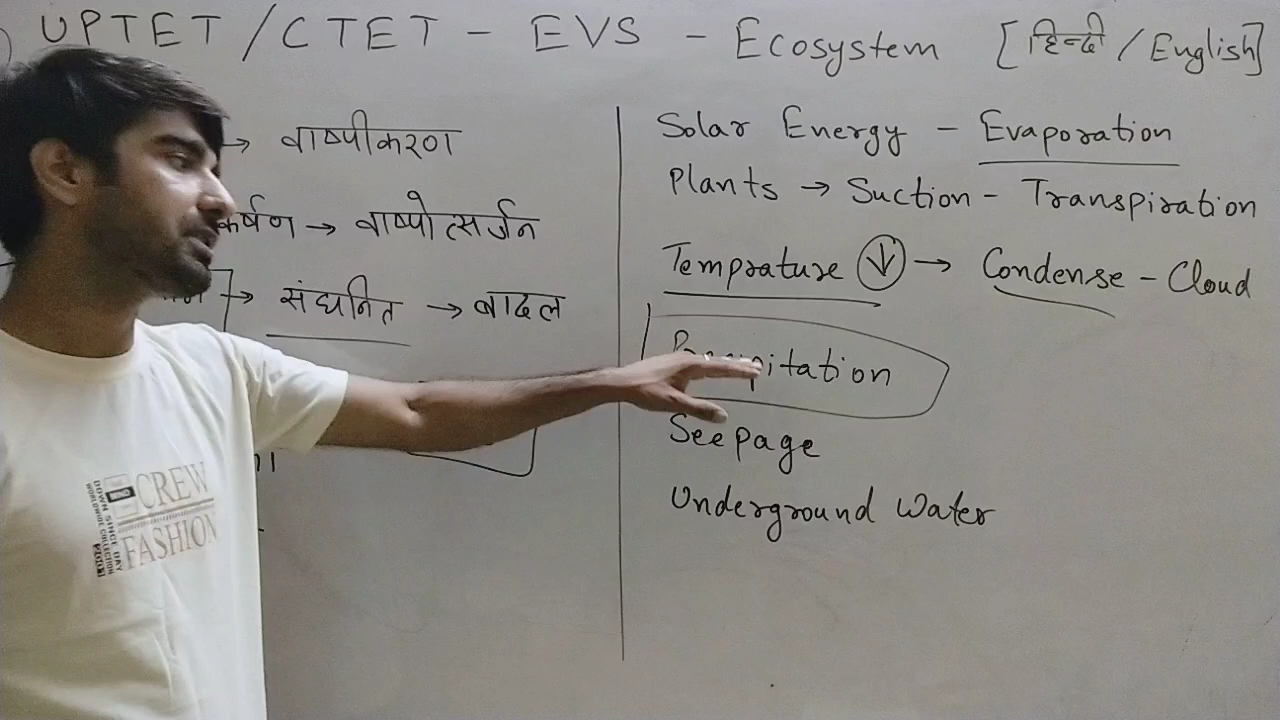 UPTET / CTET - EVS - Ecosystem [हिन्दी / English]
→ वाष्पीकरण
कर्षण → वाष्पोत्सर्जन
→ संघनित → बादल
Solar Energy - Evaporation
Plants → Suction - Transpiration
Temprature ↓ → Condense - Cloud
Seepage
Underground Water
CREW
FASHION